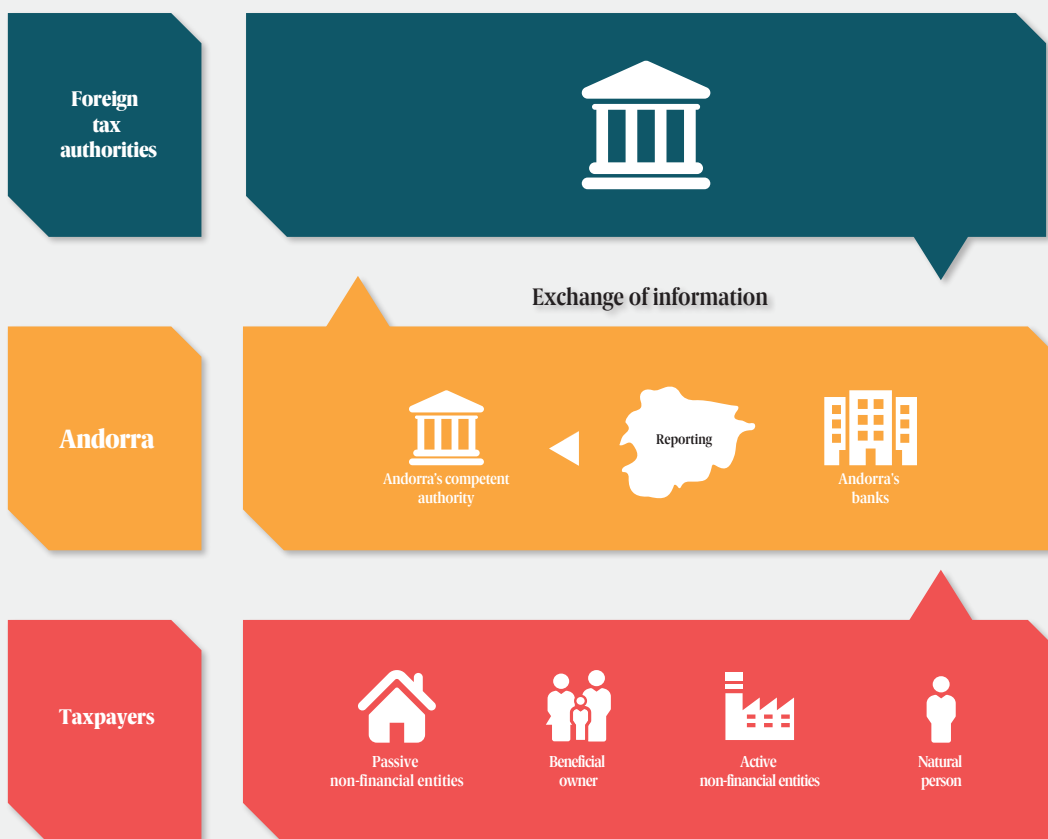 Foreign
tax
authorities
Exchange of information
Andorra
Andorra's competent
authority
Reporting
Andorra's
banks
Taxpayers
Passive
non-financial entities
Beneficial
owner
Active
non-financial entities
Natural
person